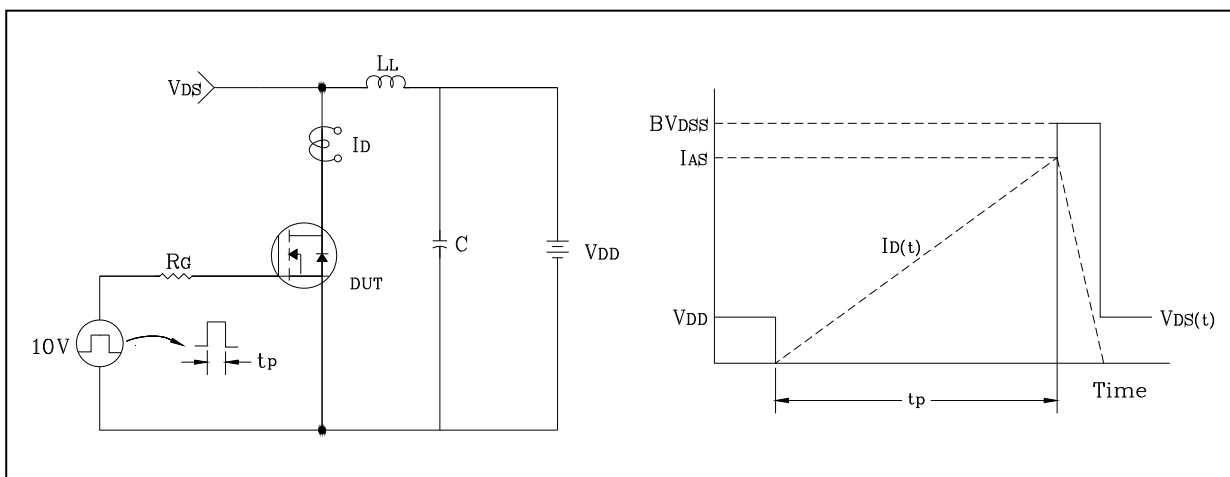 VDS
LL
ID
RG
DUT
C
VDD
10V
tp
BVDSS
IAS
ID(t)
VDD
VDS(t)
tp
Time